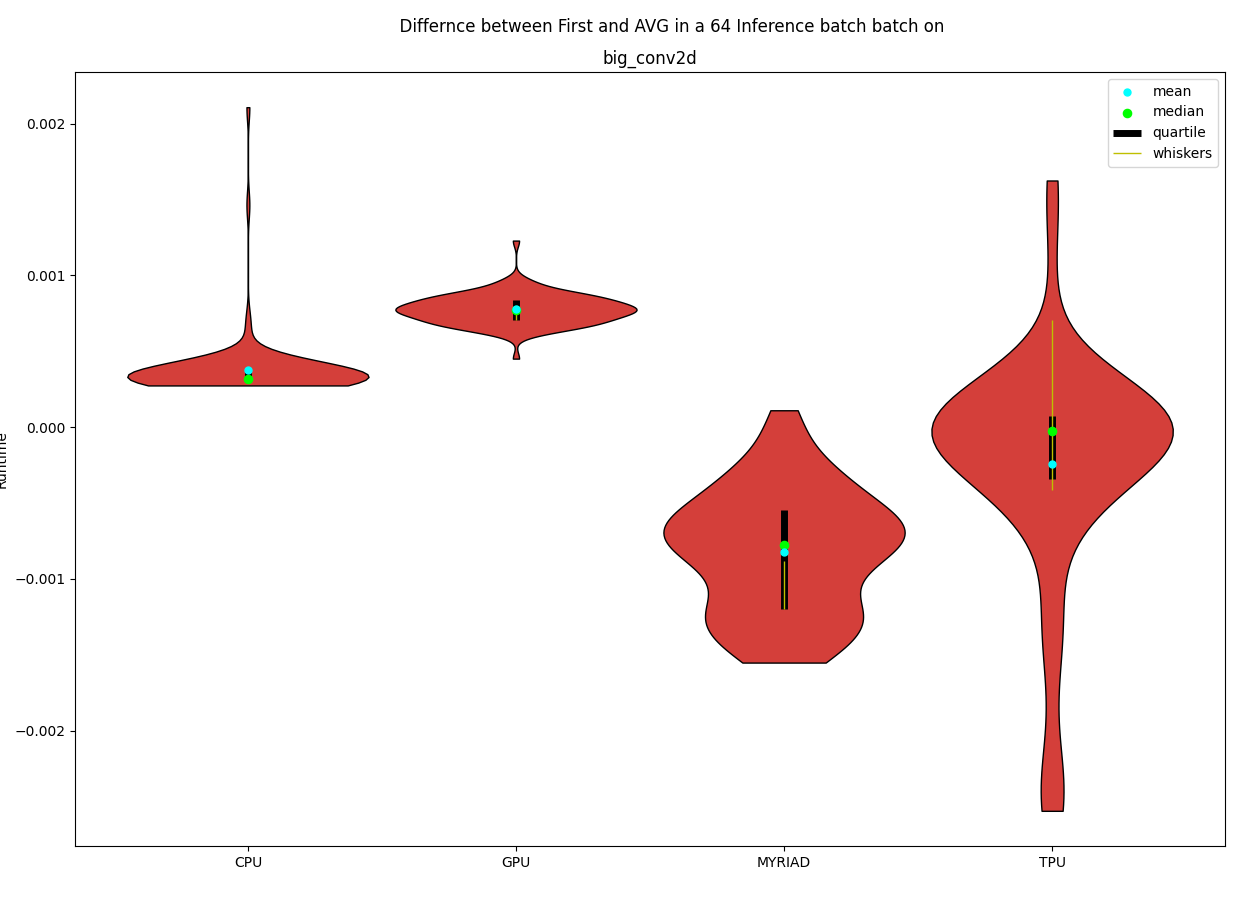 Differnce between First and AVG in a 64 Inference batch batch on
big_conv2d
mean
median
quartile
whiskers
0.002
0.001
0.000
−0.001
−0.002
Runtime
CPU GPU MYRIAD TPU